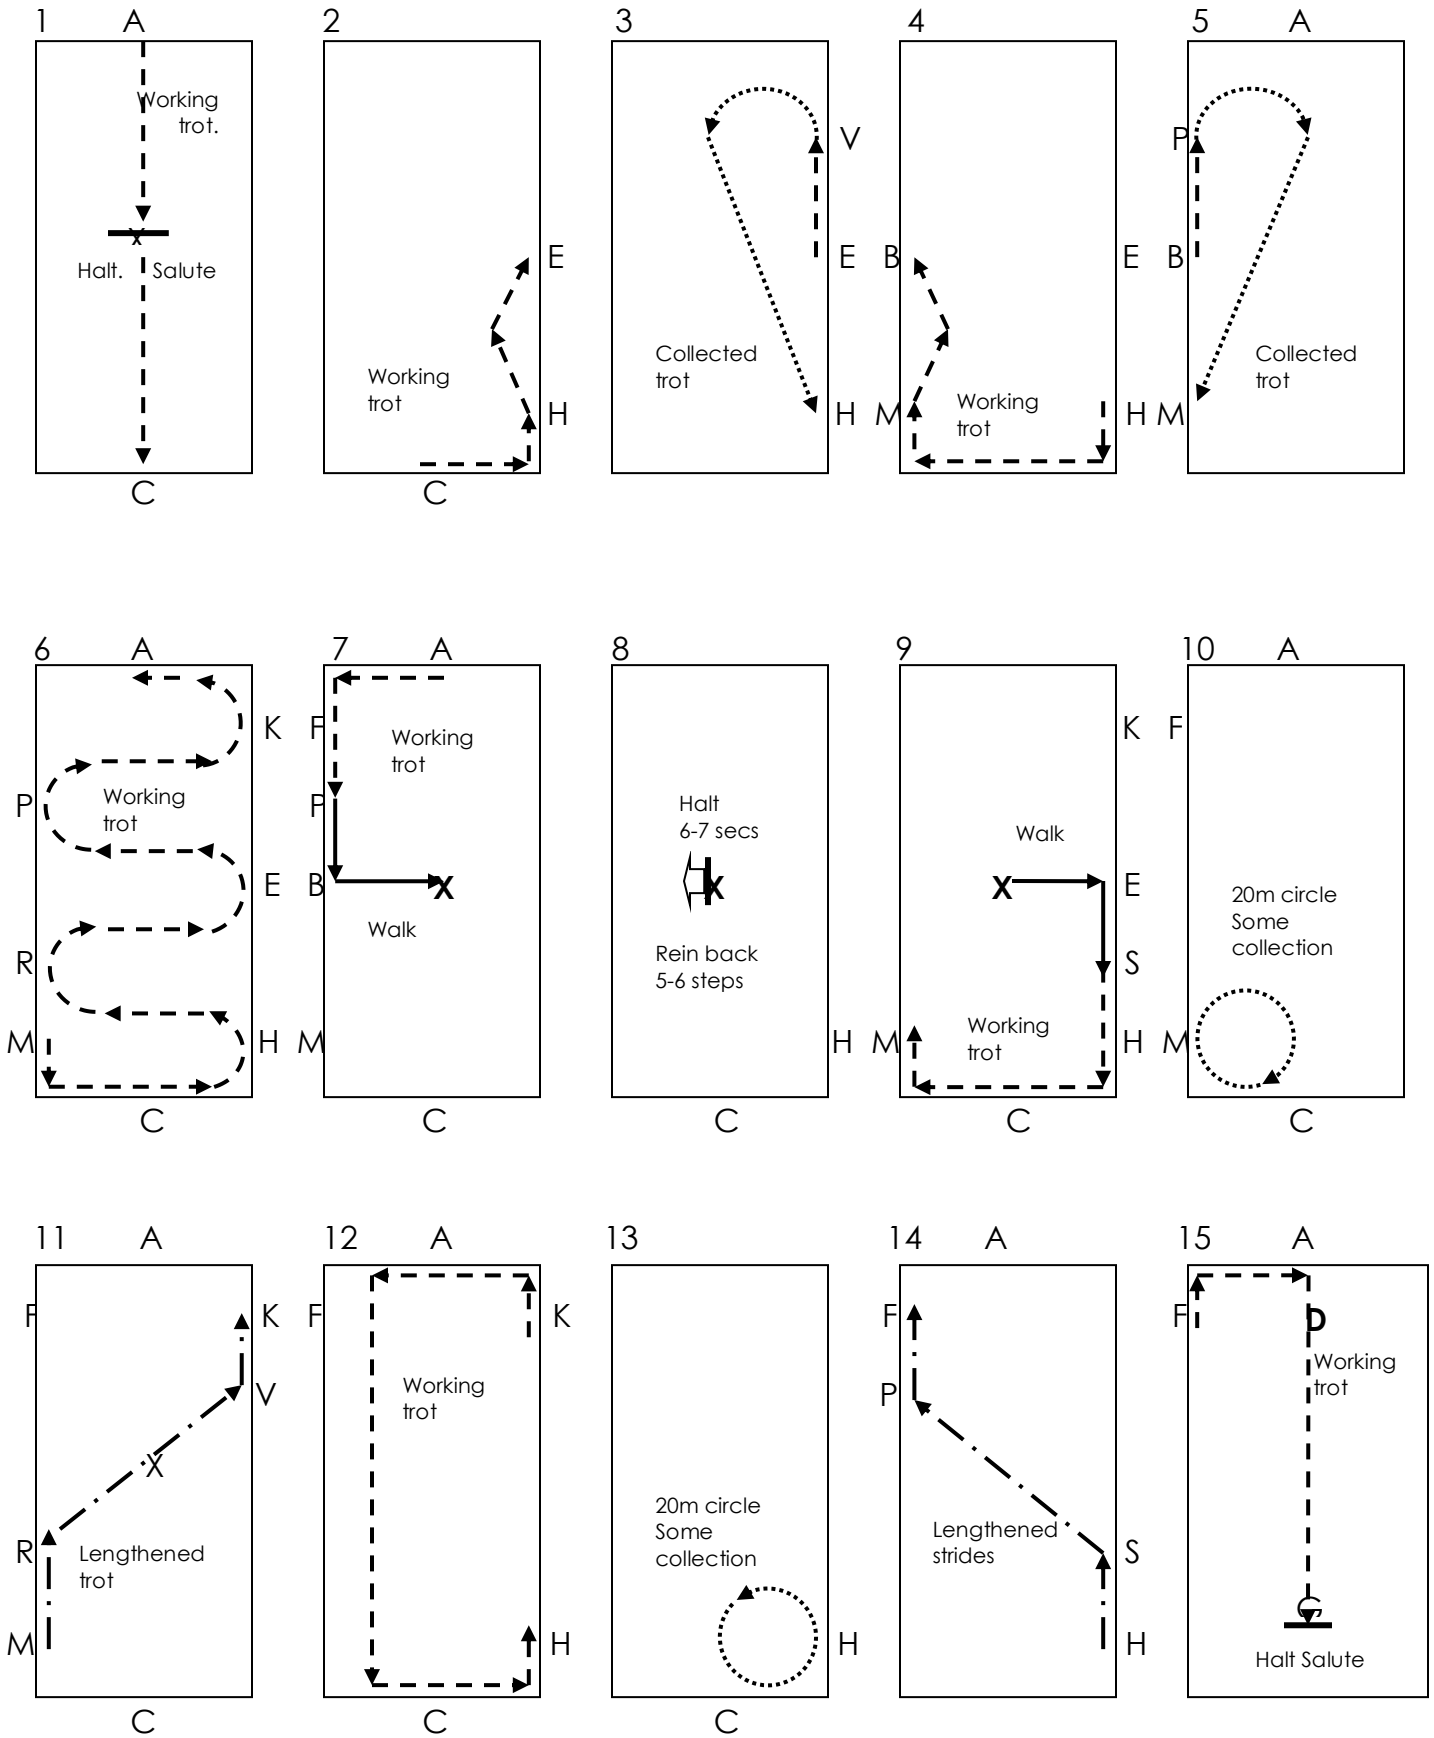 1 A 2 3 4 5 A
Working
trot.
V P
X
E E B E B
Halt. Salute
Collected
trot
Collected
trot
Working
trot
Working
trot
H H M H M
C C
6 A 7 A 8 9 10 A
K F K F
Working
trot
Working
trot
P P
Halt
6-7 secs
Walk
E B X X X E
20m circle
Some
collection
Walk
Rein back
5-6 steps
R S
Working
trot
M H M H M H M
C C C C C
11 A 12 A 13 14 A 15 A
F K F K F F D
Working
trot
Working
trot
V P
X
20m circle
Some
collection
Lengthened
strides
R S
Lengthened
trot
G
M H H H
Halt Salute
C C C